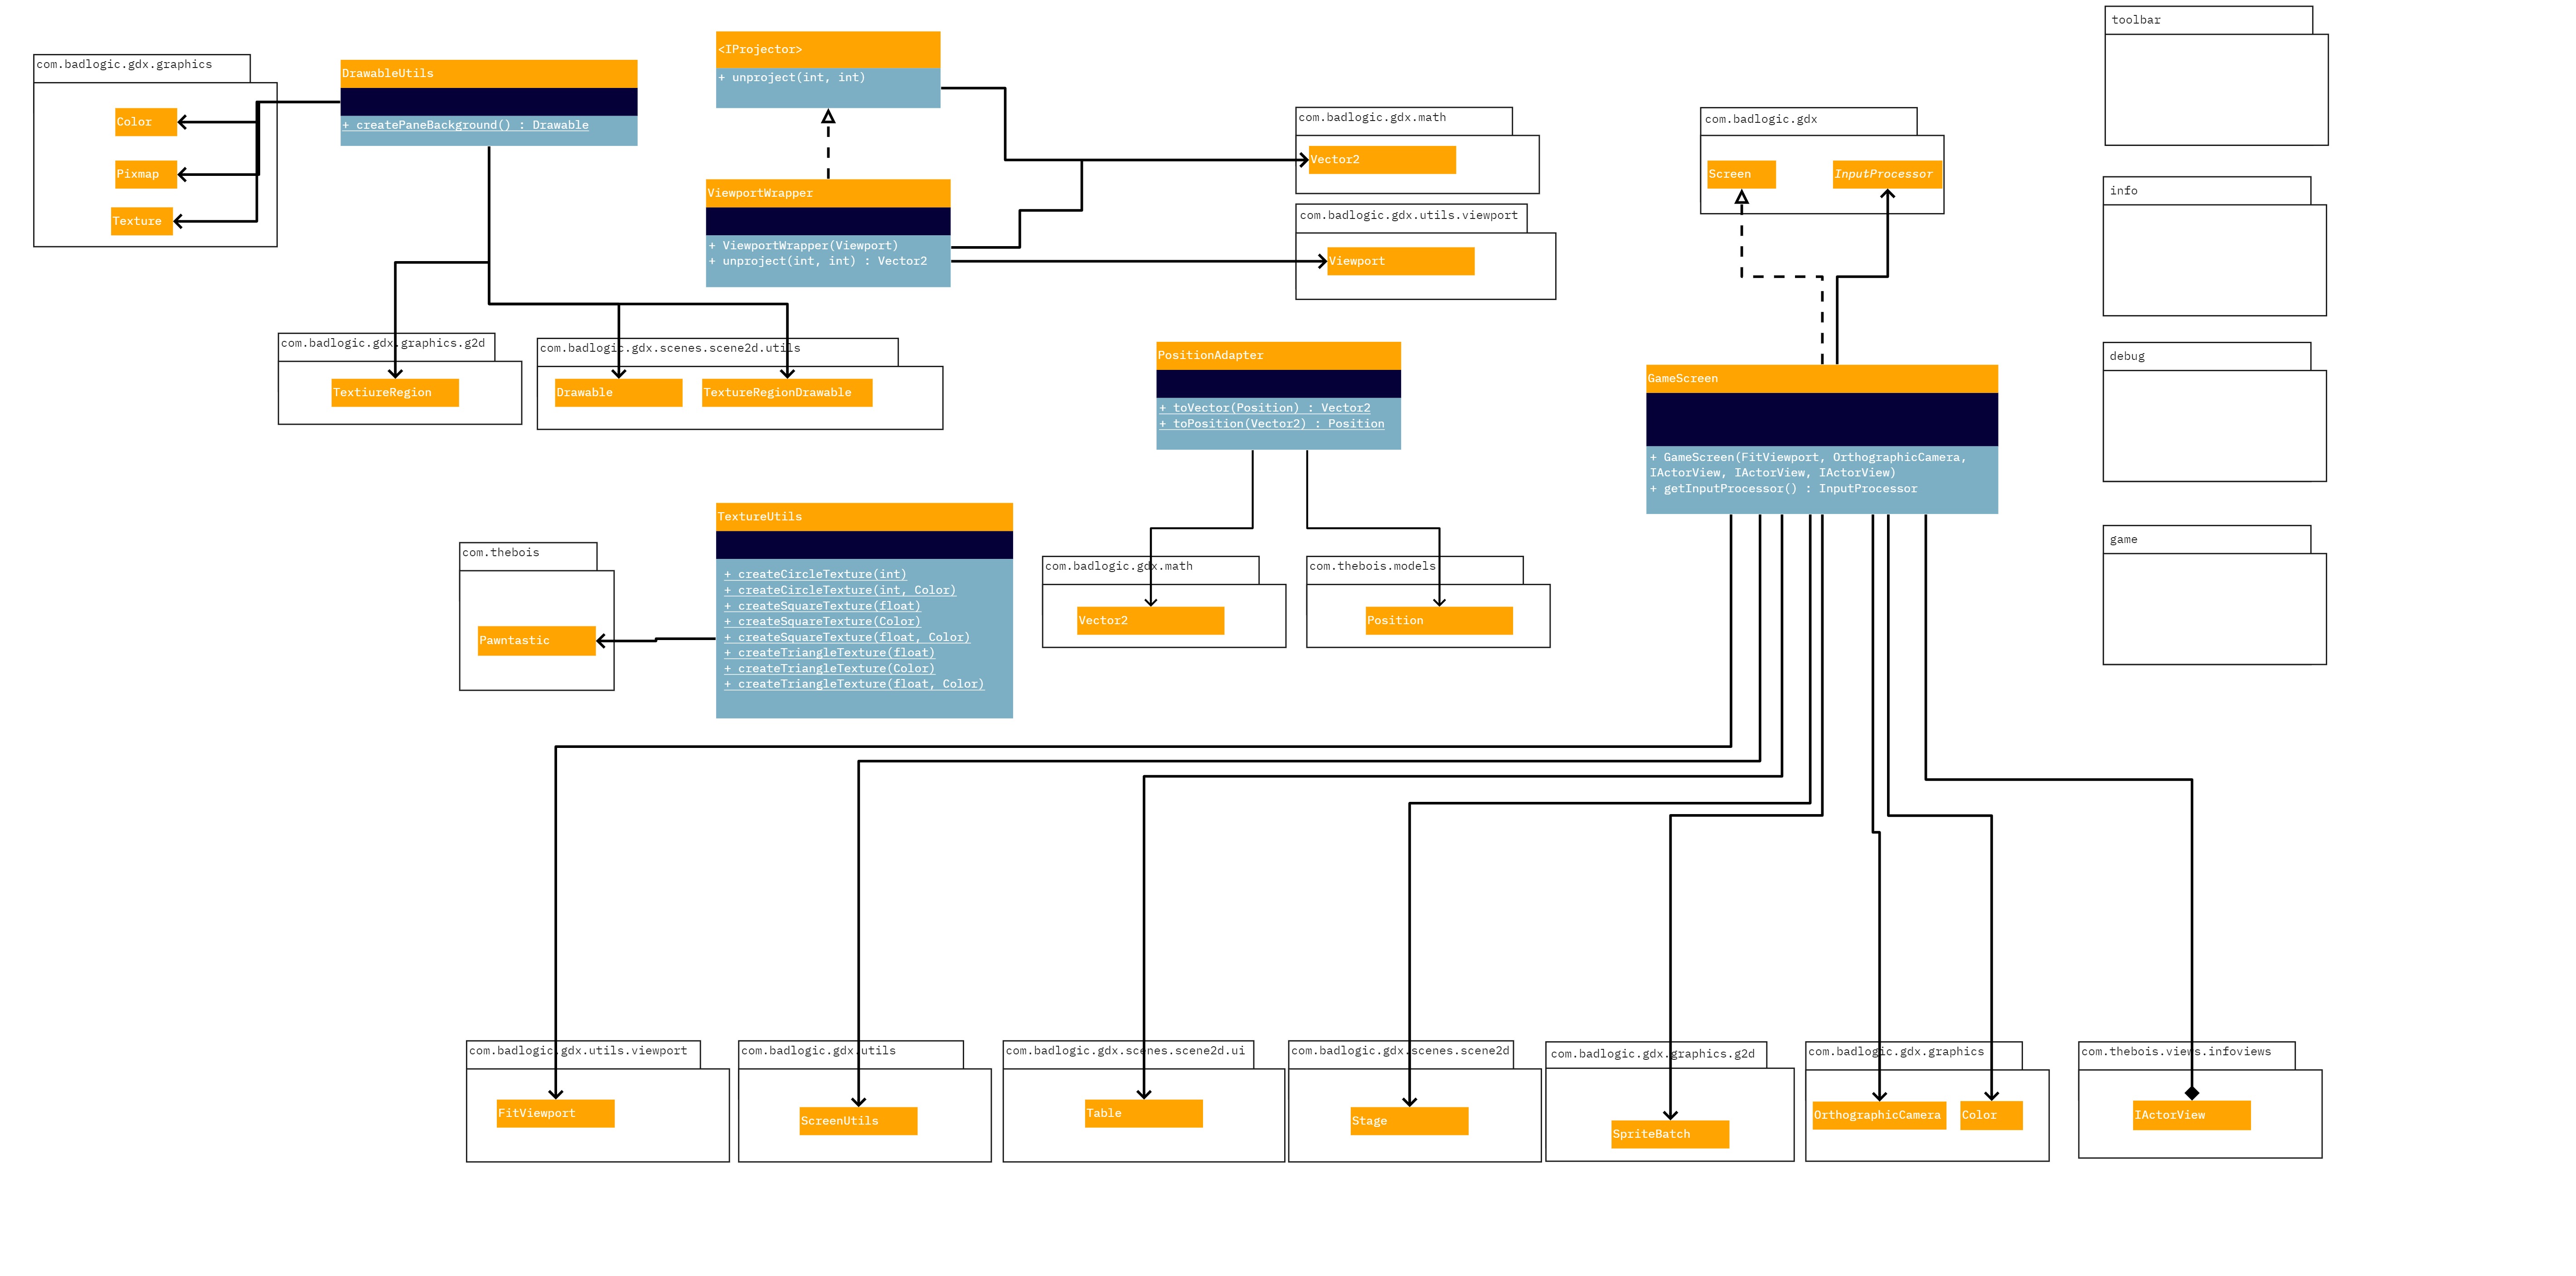 com.badlogic.gdx.graphics
Color
Pixmap
Texture
DrawableUtils
+ createPaneBackground() : Drawable
com.badlogic.gdx.graphics.g2d
TextiureRegion
com.badlogic.gdx.scenes.scene2d.utils
Drawable
TextureRegionDrawable
<IProjector>
+ unproject(int, int)
ViewportWrapper
+ ViewportWrapper(Viewport)
+ unproject(int, int) : Vector2
com.badlogic.gdx.math
Vector2
com.badlogic.gdx.utils.viewport
Viewport
PositionAdapter
+ toVector(Position) : Vector2
+ toPosition(Vector2) : Position
com.badlogic.gdx.math
Vector2
com.thebois.models
Position
com.thebois
Pawntastic
TextureUtils
+ createCircleTexture(int)
+ createCircleTexture(int, Color)
+ createSquareTexture(float)
+ createSquareTexture(Color)
+ createSquareTexture(float, Color)
+ createTriangleTexture(float)
+ createTriangleTexture(Color)
+ createTriangleTexture(float, Color)
com.badlogic.gdx
Screen
InputProcessor
GameScreen
+ GameScreen(FitViewport, OrthographicCamera,
IActorView, IActorView, IActorView)
+ getInputProcessor() : InputProcessor
toolbar
info
debug
game
com.badlogic.gdx.utils.viewport
FitViewport
com.badlogic.gdx.utils
ScreenUtils
com.badlogic.gdx.scenes.scene2d.ui
Table
com.badlogic.gdx.scenes.scene2d
Stage
com.badlogic.gdx.graphics.g2d
SpriteBatch
com.badlogic.gdx.graphics
OrthographicCamera
Color
com.thebois.views.infoviews
IActorView